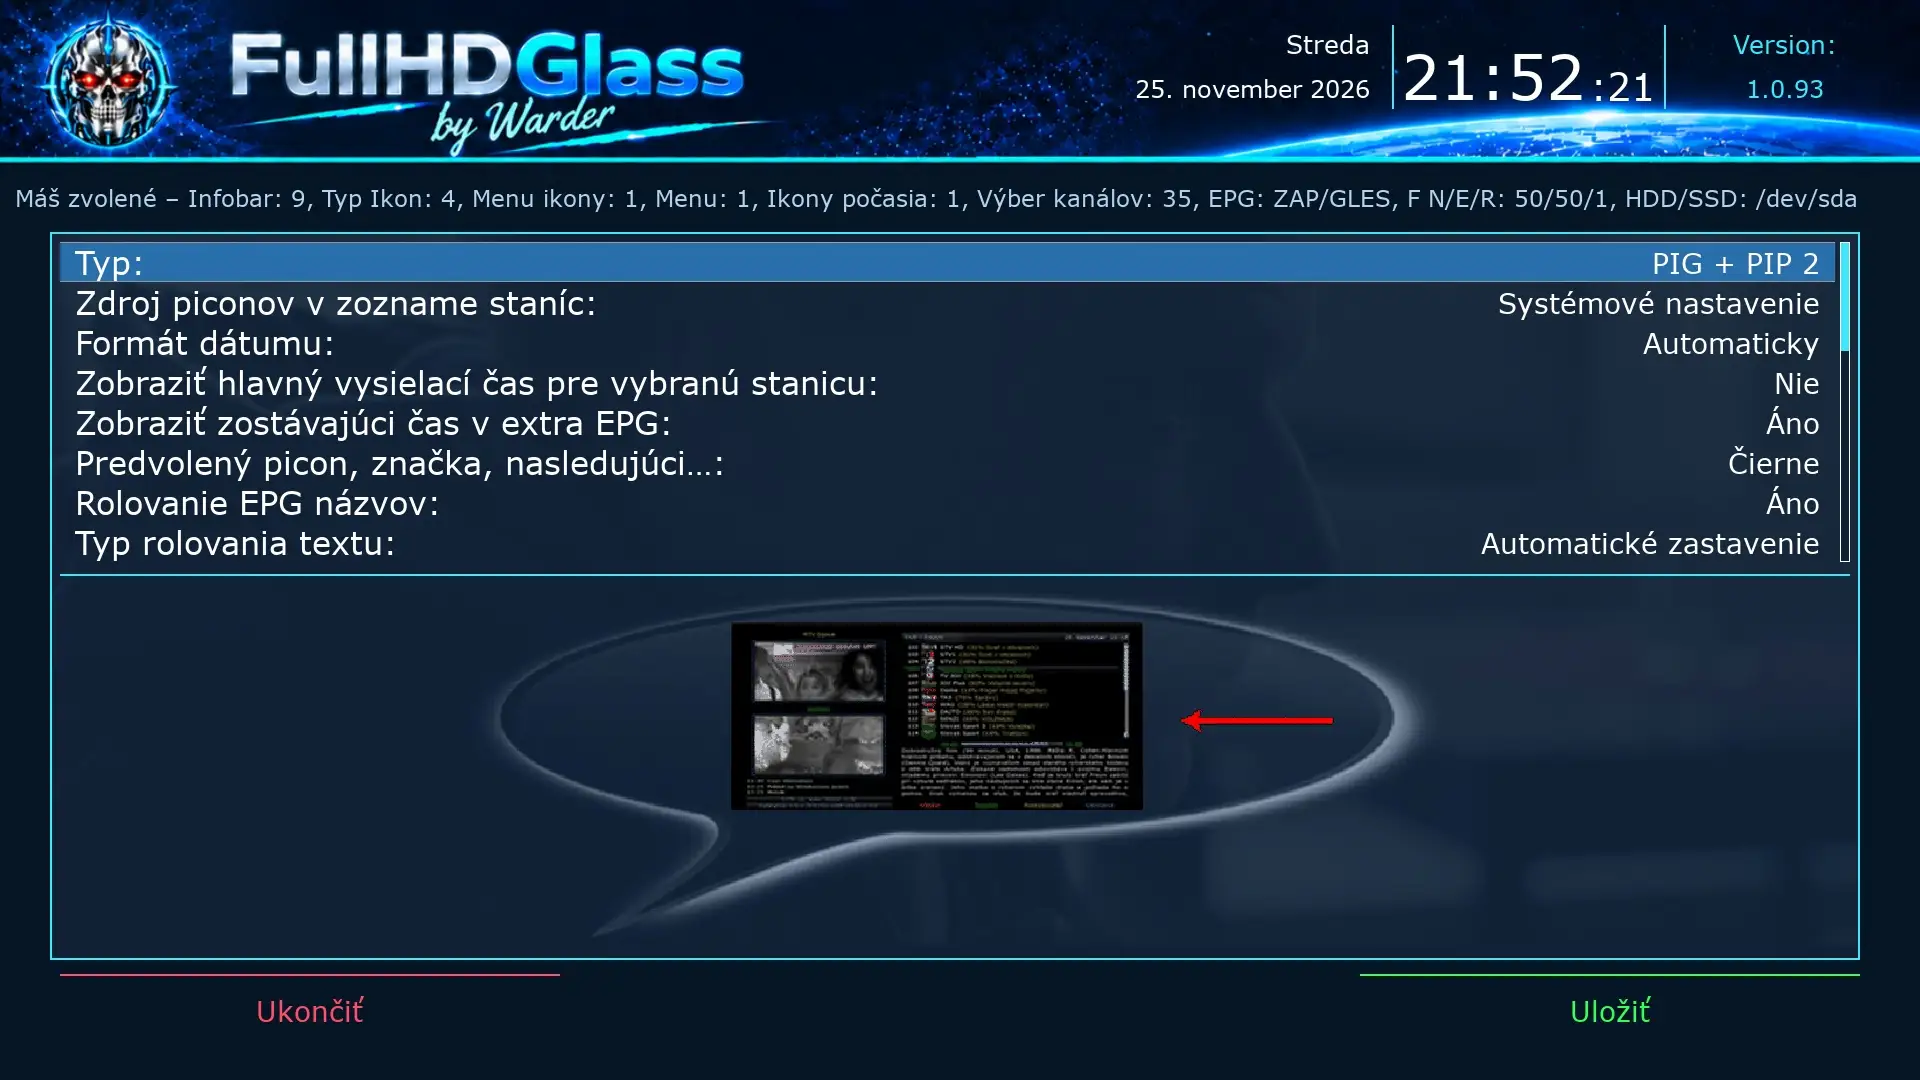 FullHDGlass
by Warder
Streda
25. november 2026
21:52:21
Version:
1.0.93
Máš zvolené – Infobar: 9, Typ Ikon: 4, Menu ikony: 1, Menu: 1, Ikony počasia: 1, Výber kanálov: 35, EPG: ZAP/GLES, F N/E/R: 50/50/1, HDD/SSD: /dev/sda
Typ: PIG + PIP 2
Zdroj piconov v zozname staníc: Systémové nastavenie
Formát dátumu: Automaticky
Zobraziť hlavný vysielací čas pre vybranú stanicu: Nie
Zobraziť zostávajúci čas v extra EPG: Áno
Predvolený picon, značka, nasledujúci...: Čierne
Rolovanie EPG názvov: Áno
Typ rolovania textu: Automatické zastavenie
Ukončiť
Uložiť